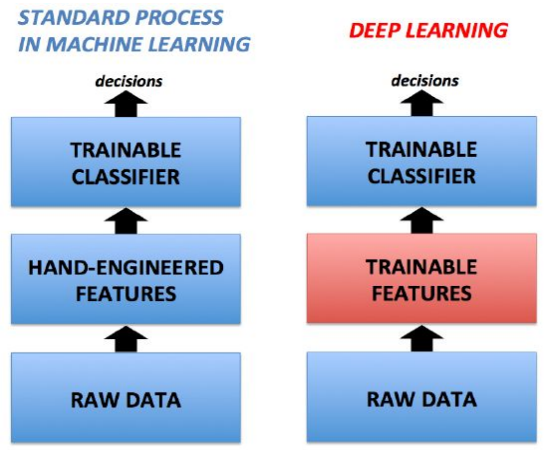 STANDARD PROCESS
IN MACHINE LEARNING
decisions
TRAINABLE
CLASSIFIER
HAND-ENGINEERED
FEATURES
RAW DATA
DEEP LEARNING
decisions
TRAINABLE
CLASSIFIER
TRAINABLE
FEATURES
RAW DATA